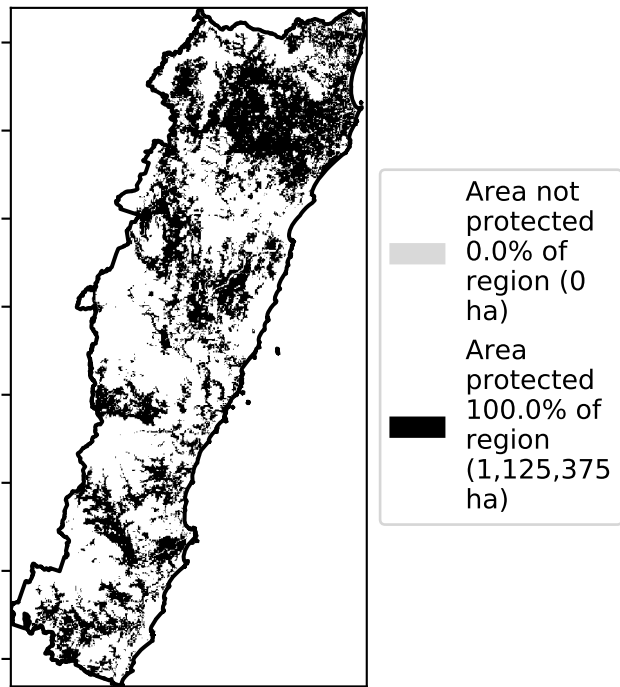 Area not
protected
0.0% of
region (0
ha)
Area
protected
100.0% of
region
(1,125,375
ha)